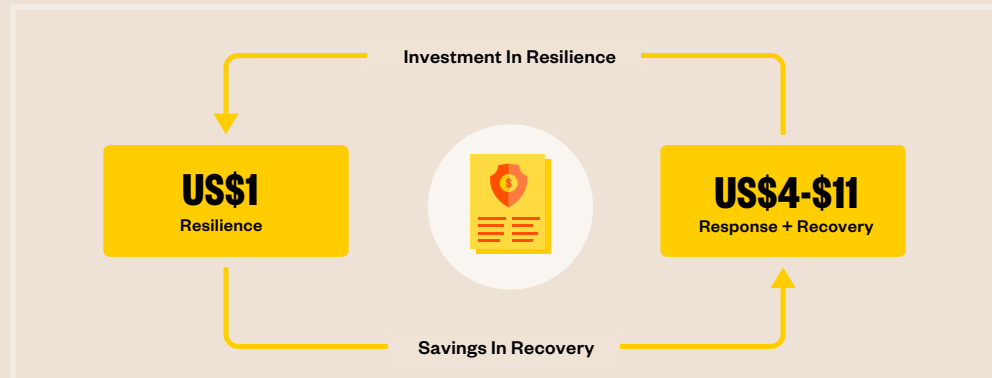 Investment In Resilience
US$1
Resilience
$
US$4-$11
Response + Recovery
Savings In Recovery